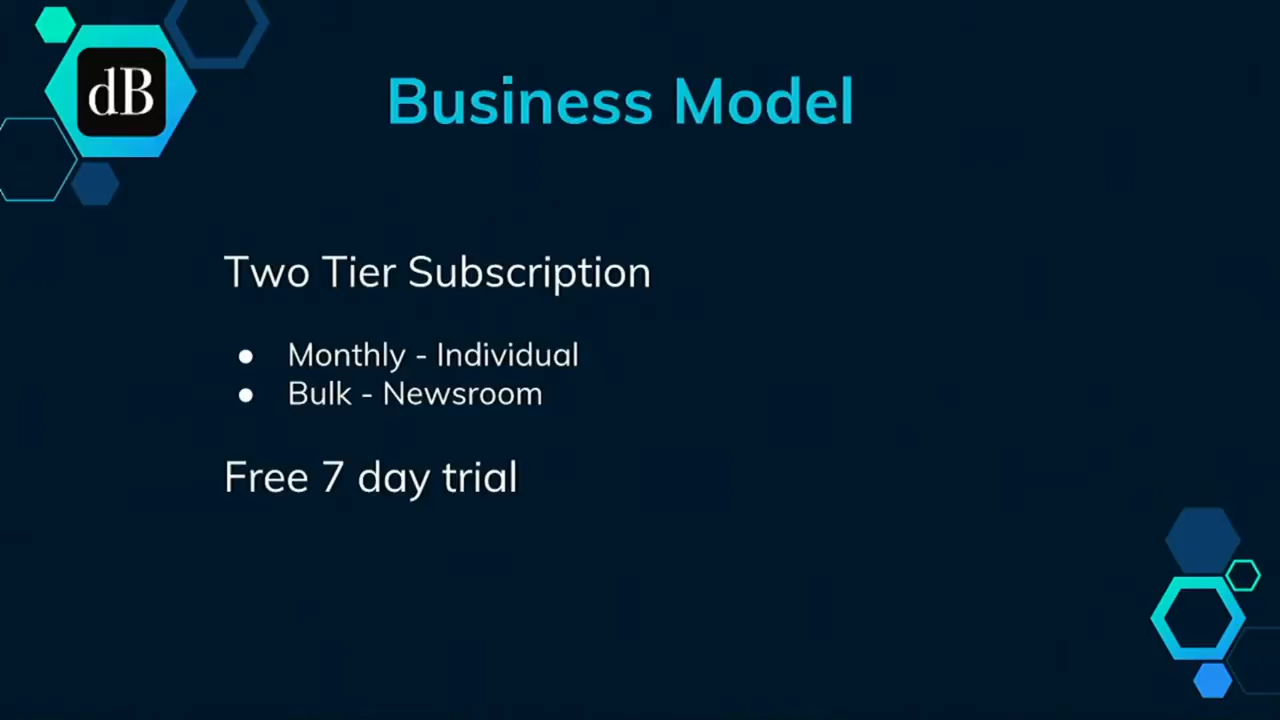 dB
Business Model
Two Tier Subscription
● Monthly - Individual
● Bulk - Newsroom
Free 7 day trial